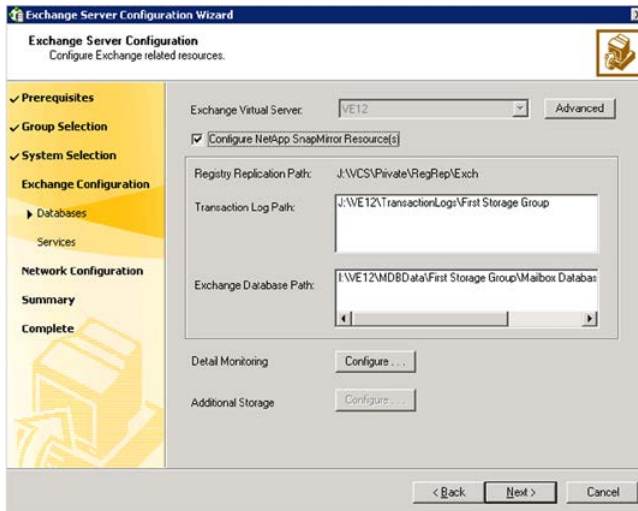 Exchange Server Configuration Wizard
Exchange Server Configuration
Configure Exchange related resources.
Prerequisites
Group Selection
System Selection
Exchange Configuration
Databases
Services
Network Configuration
Summary
Complete
Exchange Virtual Server:
VE12
Advanced
Configure NetApp SnapMirror Resource(s)
Registry Replication Path:
J:\VCS\Private\RegRep\Exch
Transaction Log Path:
J:\VE12\TransactionLogs\First Storage Group
Exchange Database Path:
I:\VE12\MDBData\First Storage Group\Mailbox Databas
Detail Monitoring
Configure . . .
Additional Storage
Configure . . .
< Back
Next >
Cancel